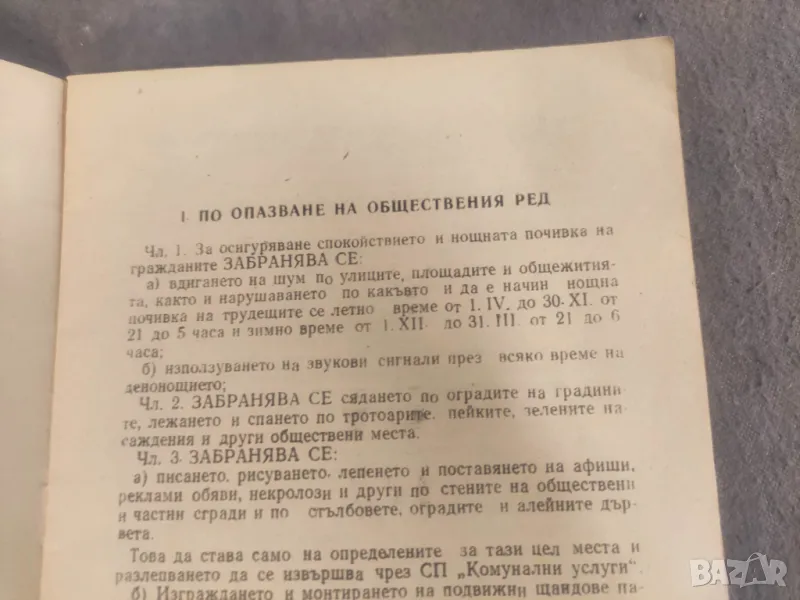 I. ПО ОПАЗВАНЕ НА ОБЩЕСТВЕНИЯ РЕД
Чл. 1. За осигуряване спокойствието и нощната почивка на
гражданите ЗАБРАНЯВА СЕ:
а) вдигането на шум по улиците, площадите и общежития-
та, както и нарушаването по какъвто и да е начин нощна
почивка на трудещите се летно време от 1. IV. до 30. XI. от
21 до 5 часа и зимно време от 1. XII. до 31. III. от 21 до 6
часа;
б) използуването на звукови сигнали през всяко време на
денонощието;
Чл. 2. ЗАБРАНЯВА СЕ сядането по оградите на градини-
те, лежането и спането по тротоарите, пейките, зелените на-
саждения и други обществени места.
Чл. 3. ЗАБРАНЯВА СЕ:
а) писането, рисуването, лепенето и поставянето на афиши,
реклами обяви, некролози и други по стените на обществени
и частни сгради и по стълбовете, оградите и алейните дър-
вета.
Това да става само на определените за тази цел места и
разлепването да се извършва чрез СП „Комунални услуги".
б) Изграждането и монтирането на подвижни щандове на-
BAZAR